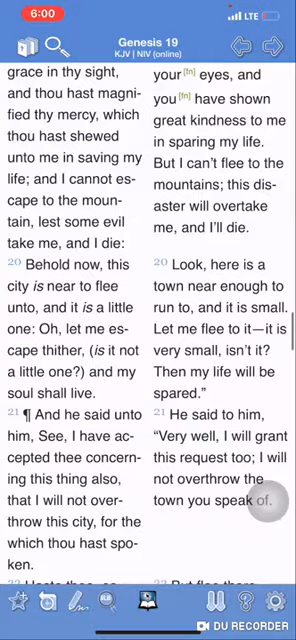 6:00
LTE
Genesis 19
KJV | NIV (online)
grace in thy sight,
and thou hast magni-
fied thy mercy, which
thou hast shewed
unto me in saving my
life; and I cannot es-
cape to the moun-
tain, lest some evil
take me, and I die:
20 Behold now, this
city is near to flee
unto, and it is a little
one: Oh, let me es-
cape thither, (is it not
a little one?) and my
soul shall live.
21 ¶ And he said unto
him, See, I have ac-
cepted thee concern-
ing this thing also,
that I will not over-
throw this city, for the
which thou hast spo-
ken.
your [fn] eyes, and
you [fn] have shown
great kindness to me
in sparing my life.
But I can't flee to the
mountains; this dis-
aster will overtake
me, and I'll die.
20 Look, here is a
town near enough to
run to, and it is small.
Let me flee to it—it is
very small, isn't it?
Then my life will be
spared."
21 He said to him,
"Very well, I will grant
this request too; I will
not overthrow the
town you speak of.
DU RECORDER